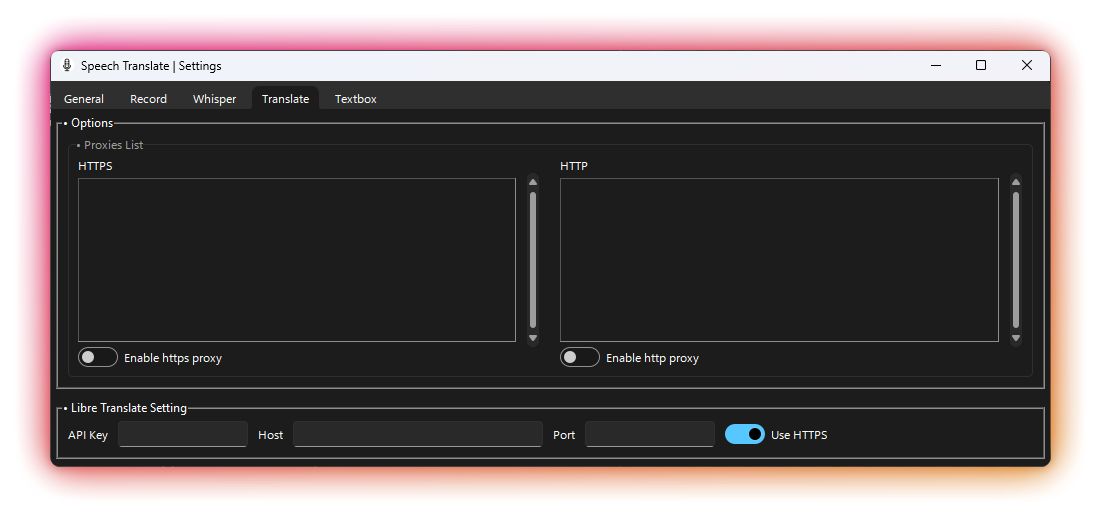 Speech Translate | Settings
General Record Whisper Translate Textbox
• Options
• Proxies List
HTTPS HTTP
Enable https proxy Enable http proxy
• Libre Translate Setting
API Key Host Port Use HTTPS